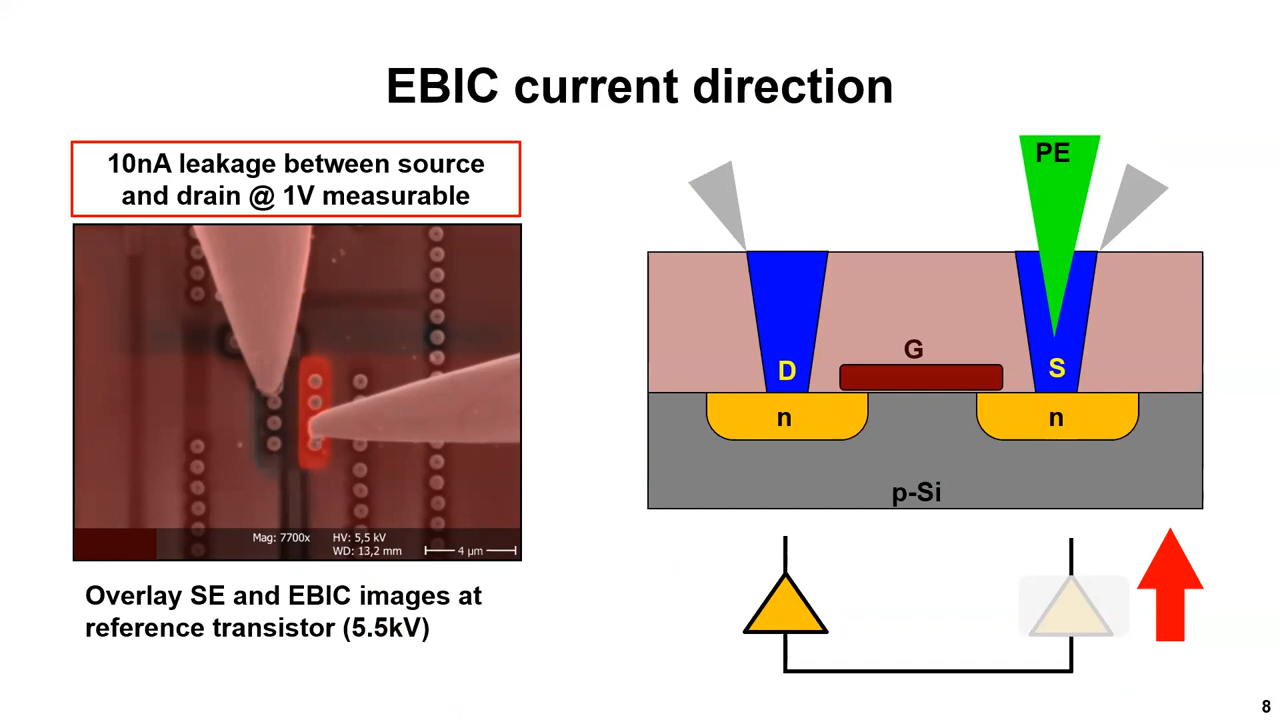 EBIC current direction
10nA leakage between source
and drain @ 1V measurable
Mag: 7700x HV: 5,5 kV
WD: 13,2 mm 4 µm
Overlay SE and EBIC images at
reference transistor (5.5kV)
PE
G
D S
n n
p-Si
8